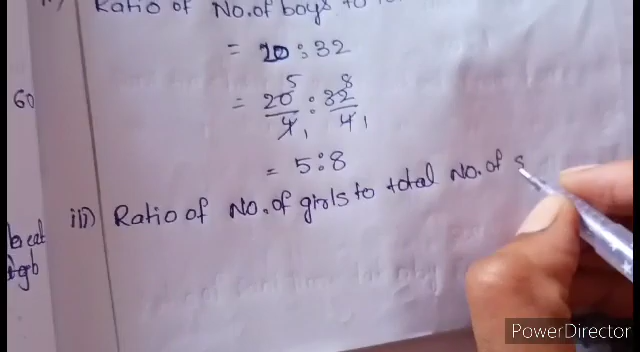 Ratio of No. of boys to
= 20 : 32
60
= 20/4 5 : 32/4 8
1 1
= 5:8
iii) Ratio of No. of girls to total No. of s
PowerDirector